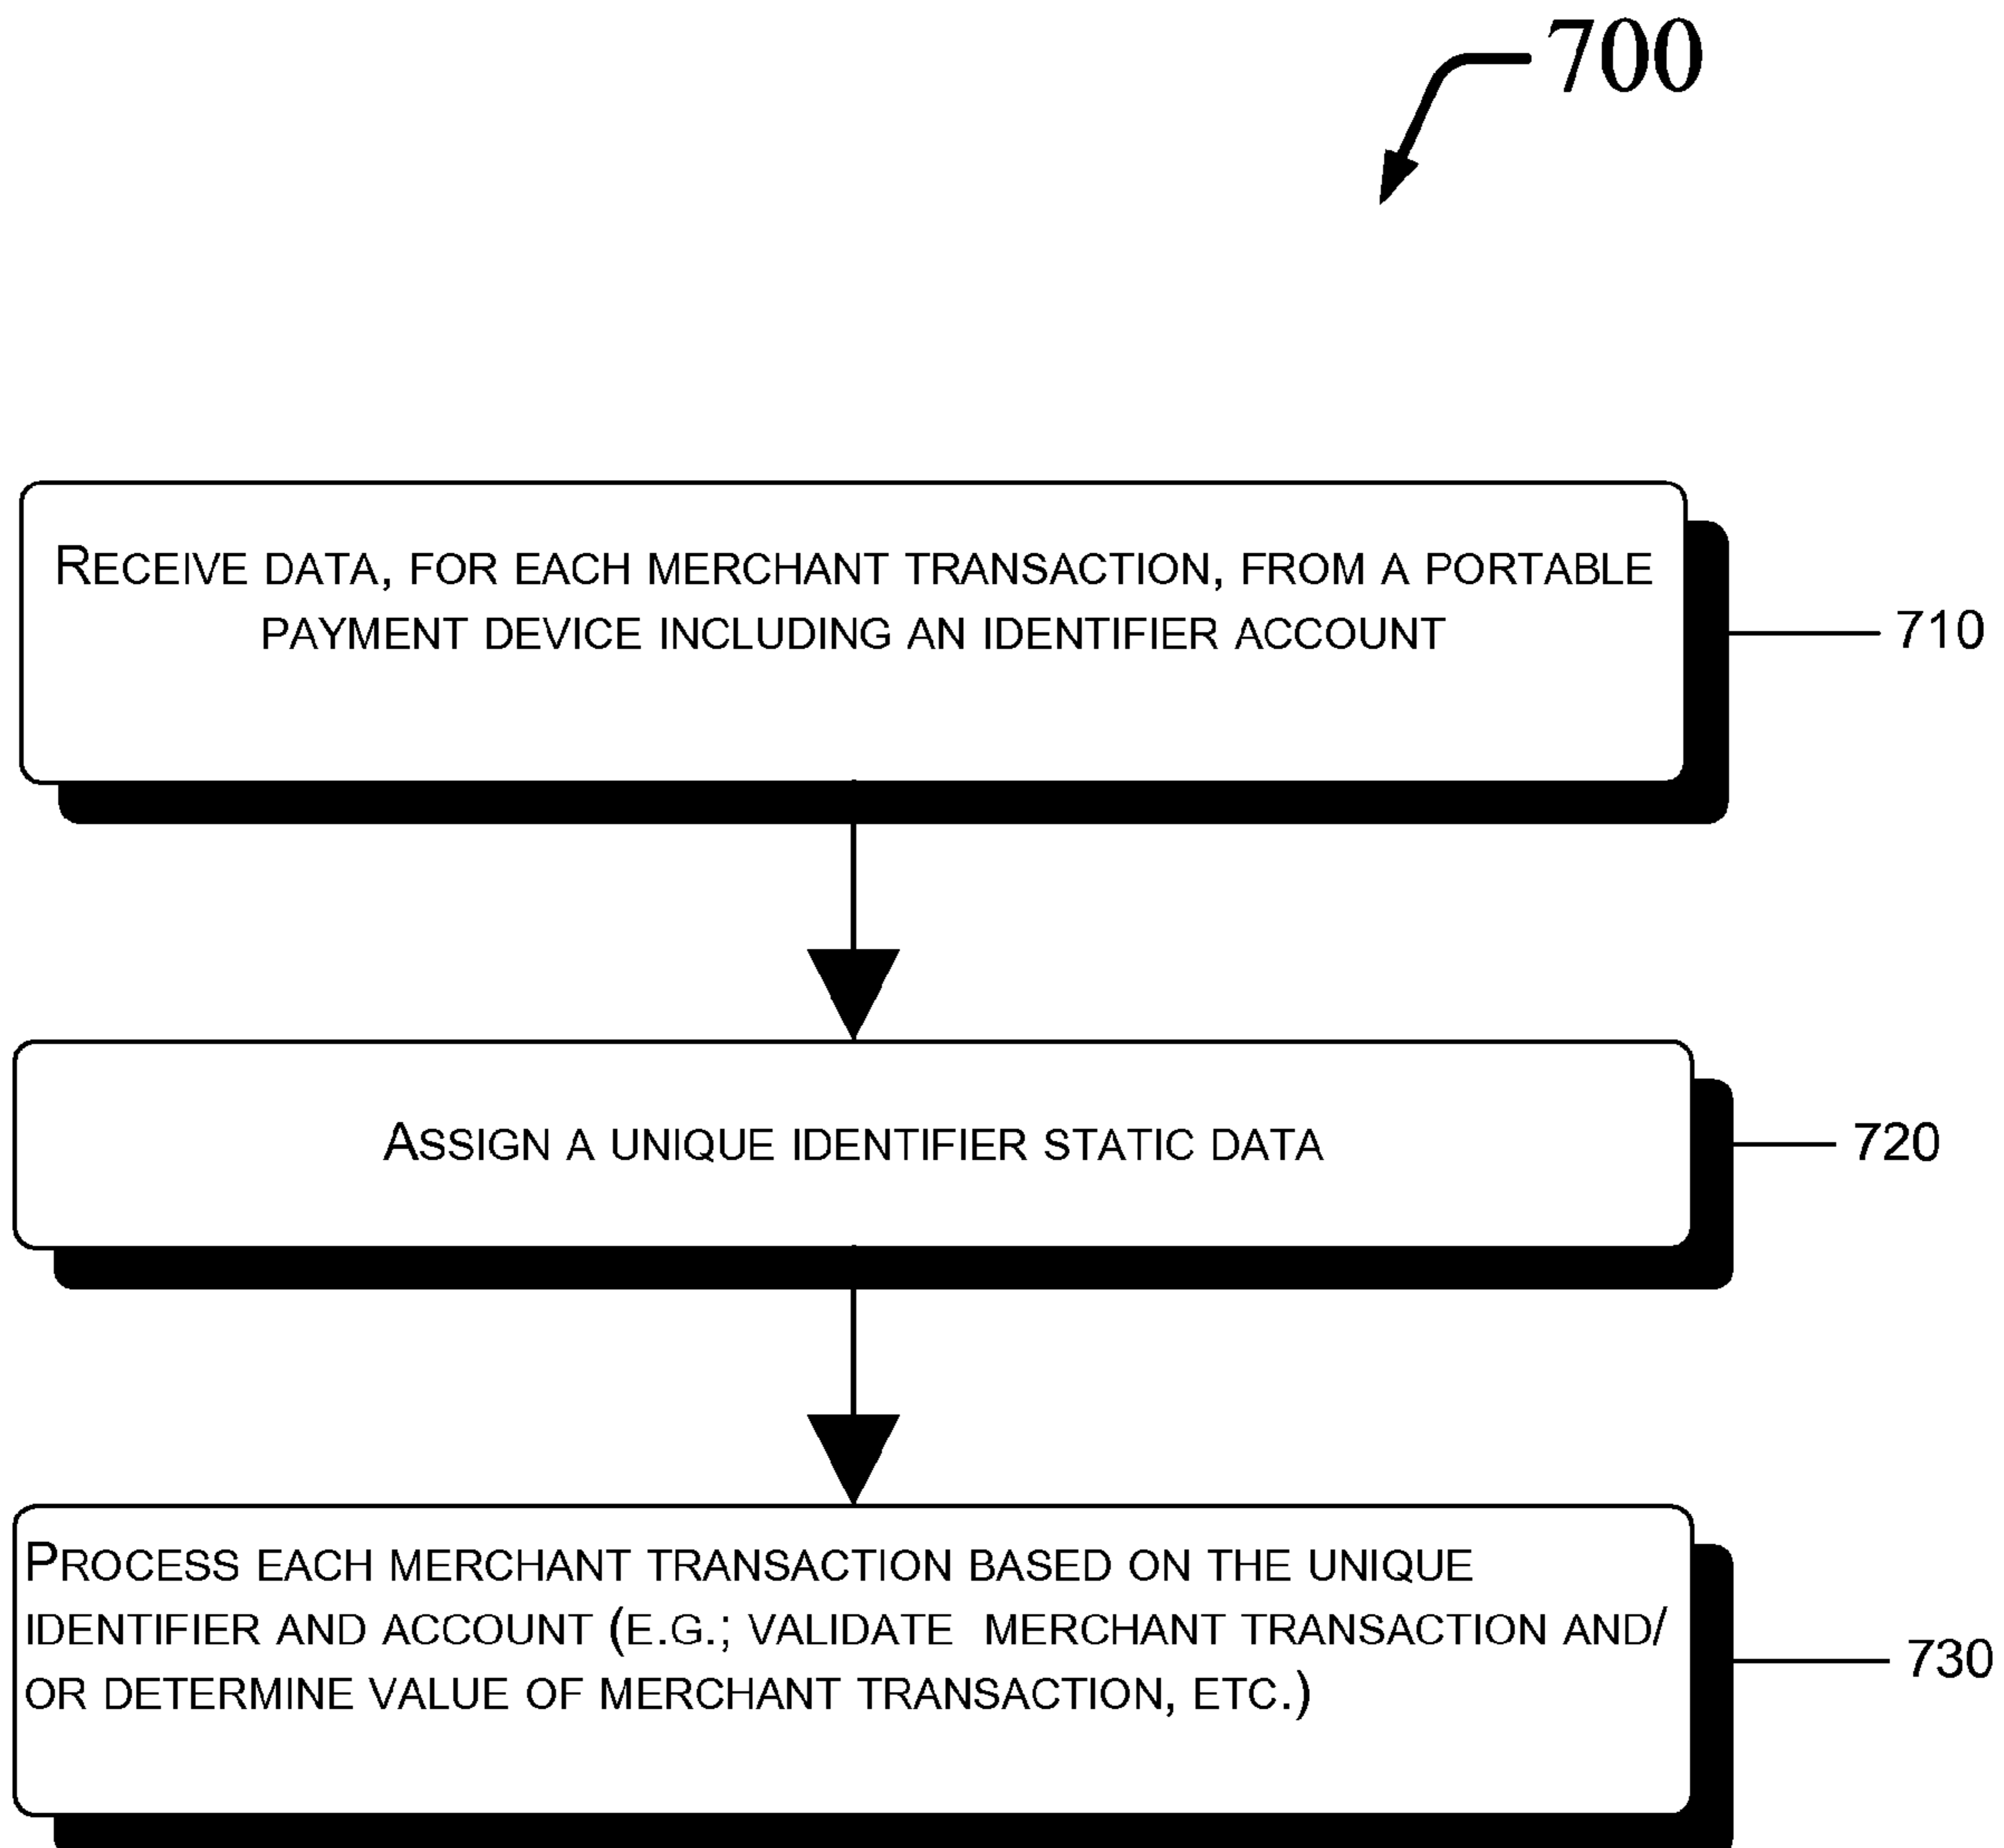 700
RECEIVE DATA, FOR EACH MERCHANT TRANSACTION, FROM A PORTABLE
PAYMENT DEVICE INCLUDING AN IDENTIFIER ACCOUNT
710
ASSIGN A UNIQUE IDENTIFIER STATIC DATA
720
PROCESS EACH MERCHANT TRANSACTION BASED ON THE UNIQUE
IDENTIFIER AND ACCOUNT (E.G.; VALIDATE MERCHANT TRANSACTION AND/
OR DETERMINE VALUE OF MERCHANT TRANSACTION, ETC.)
730